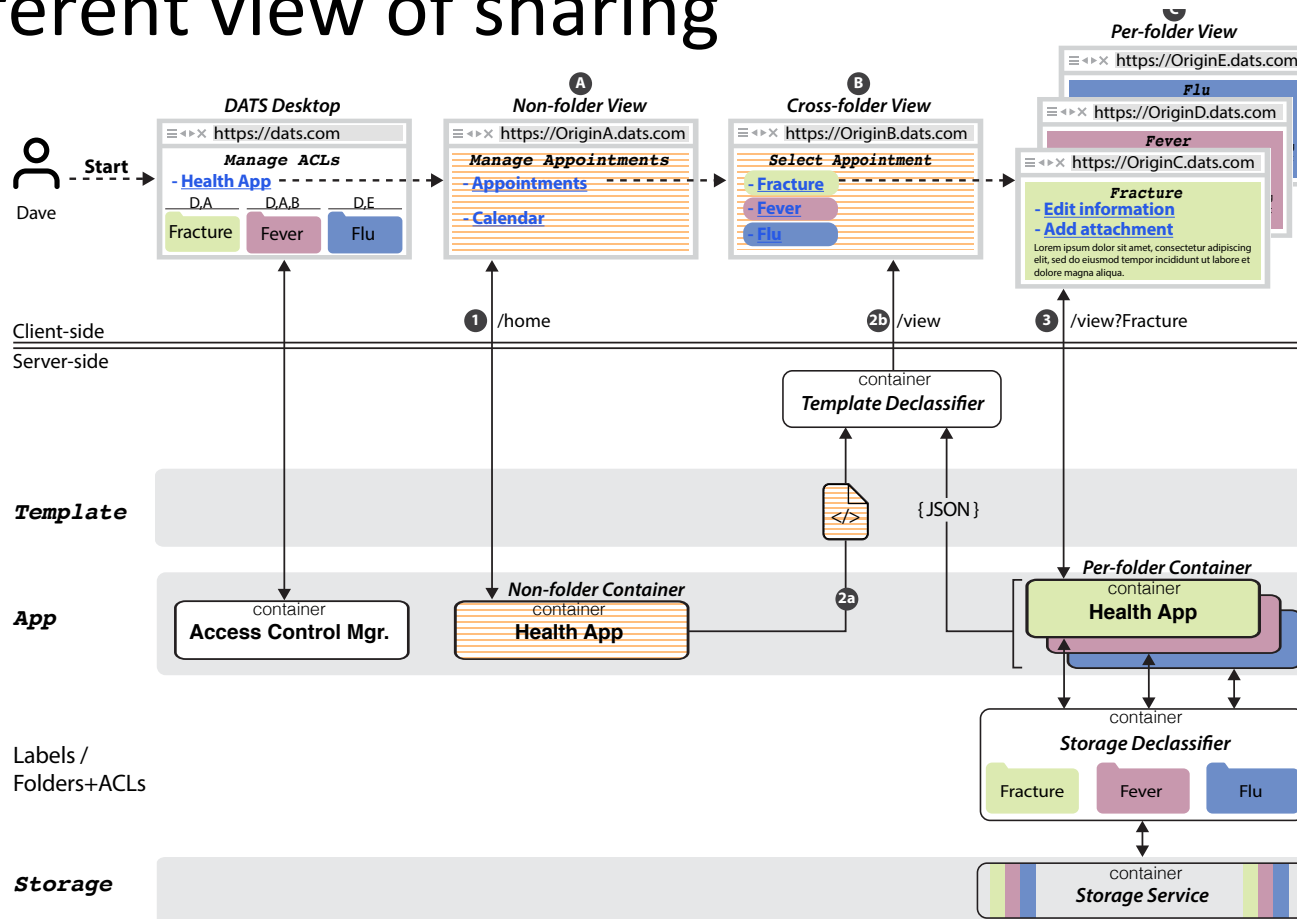 erent view of sharing
C
Per-folder View
https://OriginE.dats.com
Flu
https://OriginD.dats.com
Fever
https://OriginC.dats.com
Fracture
- Edit information
- Add attachment
Lorem ipsum dolor sit amet, consectetur adipiscing
elit, sed do eiusmod tempor incididunt ut labore et
dolore magna aliqua.
A
Non-folder View
https://OriginA.dats.com
Manage Appointments
- Appointments
- Calendar
B
Cross-folder View
https://OriginB.dats.com
Select Appointment
- Fracture
- Fever
- Flu
DATS Desktop
https://dats.com
Manage ACLs
- Health App
D,A D,A,B D,E
Fracture Fever Flu
Start
Dave
1 /home
2b /view
3 /view?Fracture
Client-side
Server-side
container
Template Declassifier
Template
</>
{ JSON }
App
container
Access Control Mgr.
Non-folder Container
container
Health App
2a
Per-folder Container
container
Health App
Labels /
Folders+ACLs
container
Storage Declassifier
Fracture Fever Flu
Storage
container
Storage Service